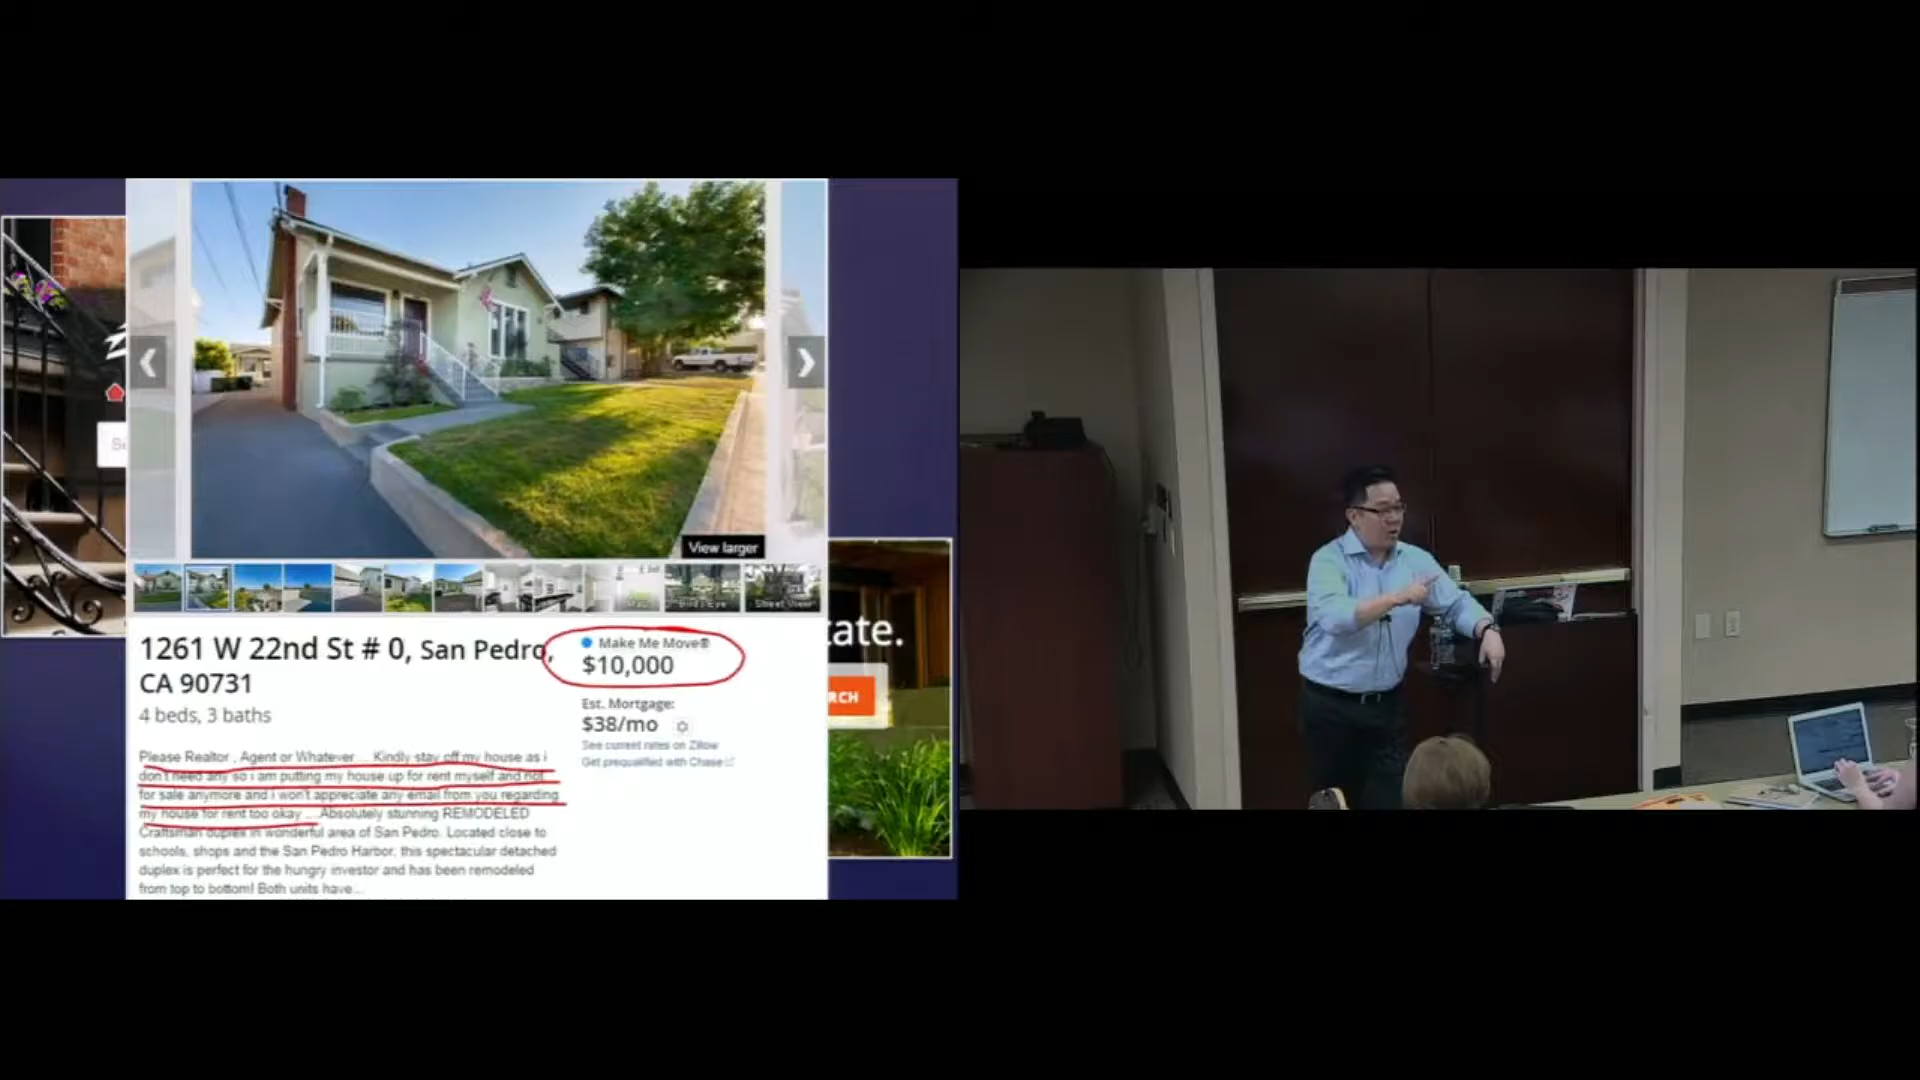 View larger
Bird's Eye
Street View
1261 W 22nd St # 0, San Pedro,
CA 90731
4 beds, 3 baths
Make Me Move®
$10,000
Est. Mortgage:
$38/mo
See current rates on Zillow
Get prequalified with Chase
Please Realtor , Agent or Whatever ... Kindly stay off my house as i
don't need any so i am putting my house up for rent myself and not
for sale anymore and i won't appreciate any email from you regarding
my house for rent too okay ... Absolutely stunning REMODELED
Craftsman duplex in wonderful area of San Pedro. Located close to
schools, shops and the San Pedro Harbor, this spectacular detached
duplex is perfect for the hungry investor and has been remodeled
from top to bottom! Both units have...
tate.
RCH